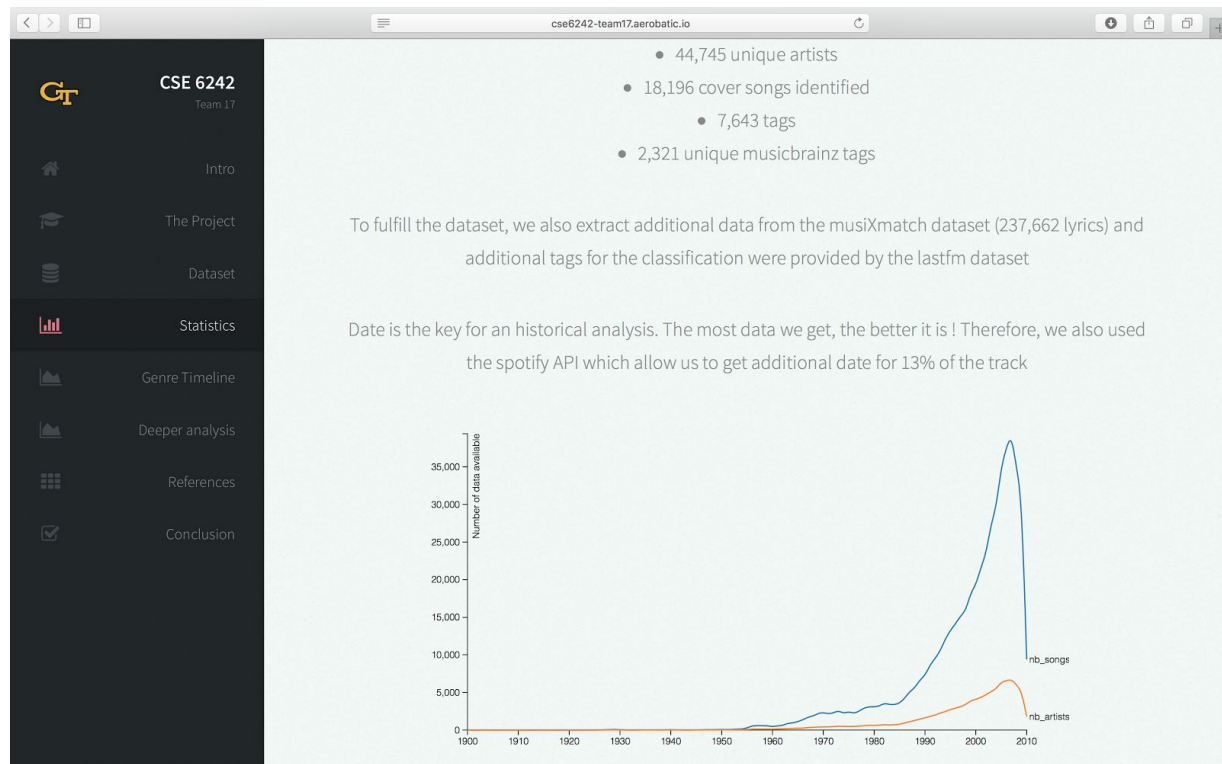 cse6242-team17.aerobatic.io
GT
CSE 6242
Team 17
Intro
The Project
Dataset
Statistics
Genre Timeline
Deeper analysis
References
Conclusion
44,745 unique artists
18,196 cover songs identified
7,643 tags
2,321 unique musicbrainz tags
To fulfill the dataset, we also extract additional data from the musiXmatch dataset (237,662 lyrics) and
additional tags for the classification were provided by the lastfm dataset
Date is the key for an historical analysis. The most data we get, the better it is ! Therefore, we also used
the spotify API which allow us to get additional date for 13% of the track
Number of data available
35,000
30,000
25,000
20,000
15,000
10,000
5,000
0
nb_songs
nb_artists
1900 1910 1920 1930 1940 1950 1960 1970 1980 1990 2000 2010